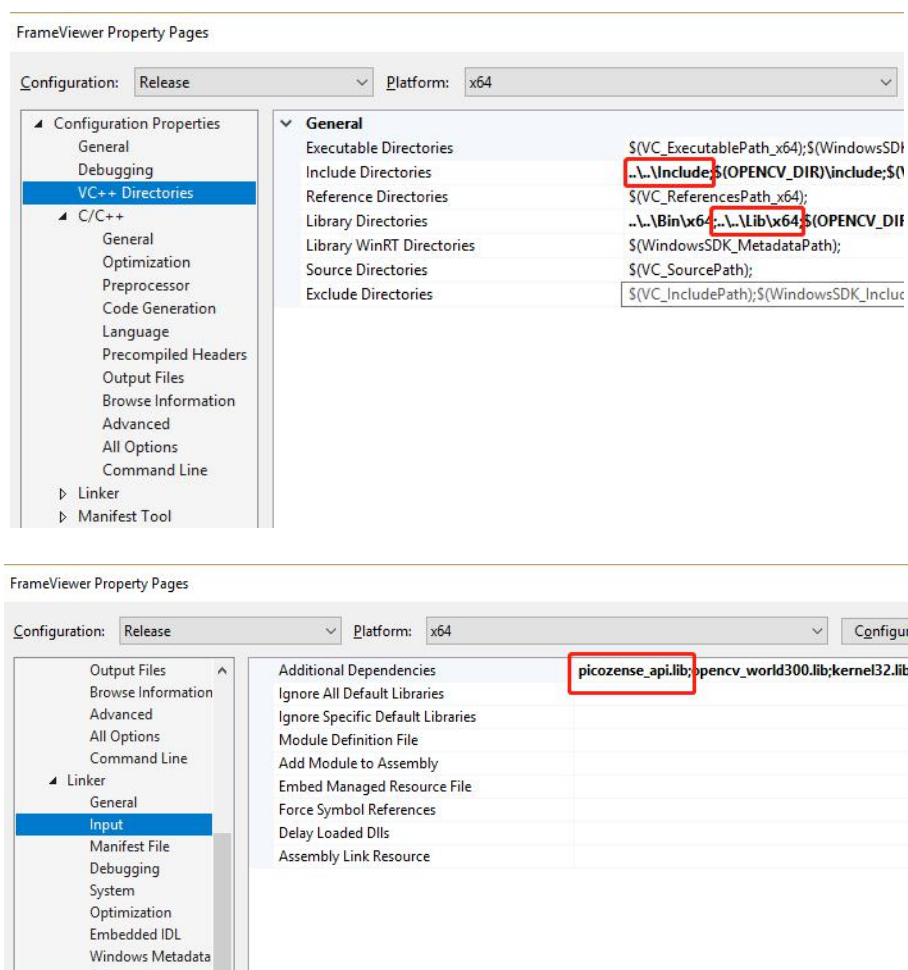 FrameViewer Property Pages
Configuration: Release Platform: x64
Configuration Properties
General
Debugging
VC++ Directories
C/C++
General
Optimization
Preprocessor
Code Generation
Language
Precompiled Headers
Output Files
Browse Information
Advanced
All Options
Command Line
Linker
Manifest Tool
General
Executable Directories $(VC_ExecutablePath_x64);$(WindowsSDK
Include Directories ..\..\Include;$(OPENCV_DIR)\include;$(V
Reference Directories $(VC_ReferencesPath_x64);
Library Directories ..\..\Bin\x64;..\..\Lib\x64;$(OPENCV_DIR
Library WinRT Directories $(WindowsSDK_MetadataPath);
Source Directories $(VC_SourcePath);
Exclude Directories $(VC_IncludePath);$(WindowsSDK_Includ
FrameViewer Property Pages
Configuration: Release Platform: x64 Configur
Output Files
Browse Information
Advanced
All Options
Command Line
Linker
General
Input
Manifest File
Debugging
System
Optimization
Embedded IDL
Windows Metadata
Additional Dependencies picozense_api.lib;opencv_world300.lib;kernel32.lib
Ignore All Default Libraries
Ignore Specific Default Libraries
Module Definition File
Add Module to Assembly
Embed Managed Resource File
Force Symbol References
Delay Loaded Dlls
Assembly Link Resource